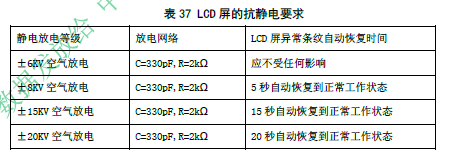 表 37 LCD 屏的抗静电要求
静电放电等级 放电网络 LCD 屏异常条纹自动恢复时间
±6KV 空气放电 C=330pF,R=2kΩ 应不受任何影响
±8KV 空气放电 C=330pF,R=2kΩ 5 秒自动恢复到正常工作状态
±15KV 空气放电 C=330pF,R=2kΩ 15 秒自动恢复到正常工作状态
±20KV 空气放电 C=330pF,R=2kΩ 20 秒自动恢复到正常工作状态
数据发放给